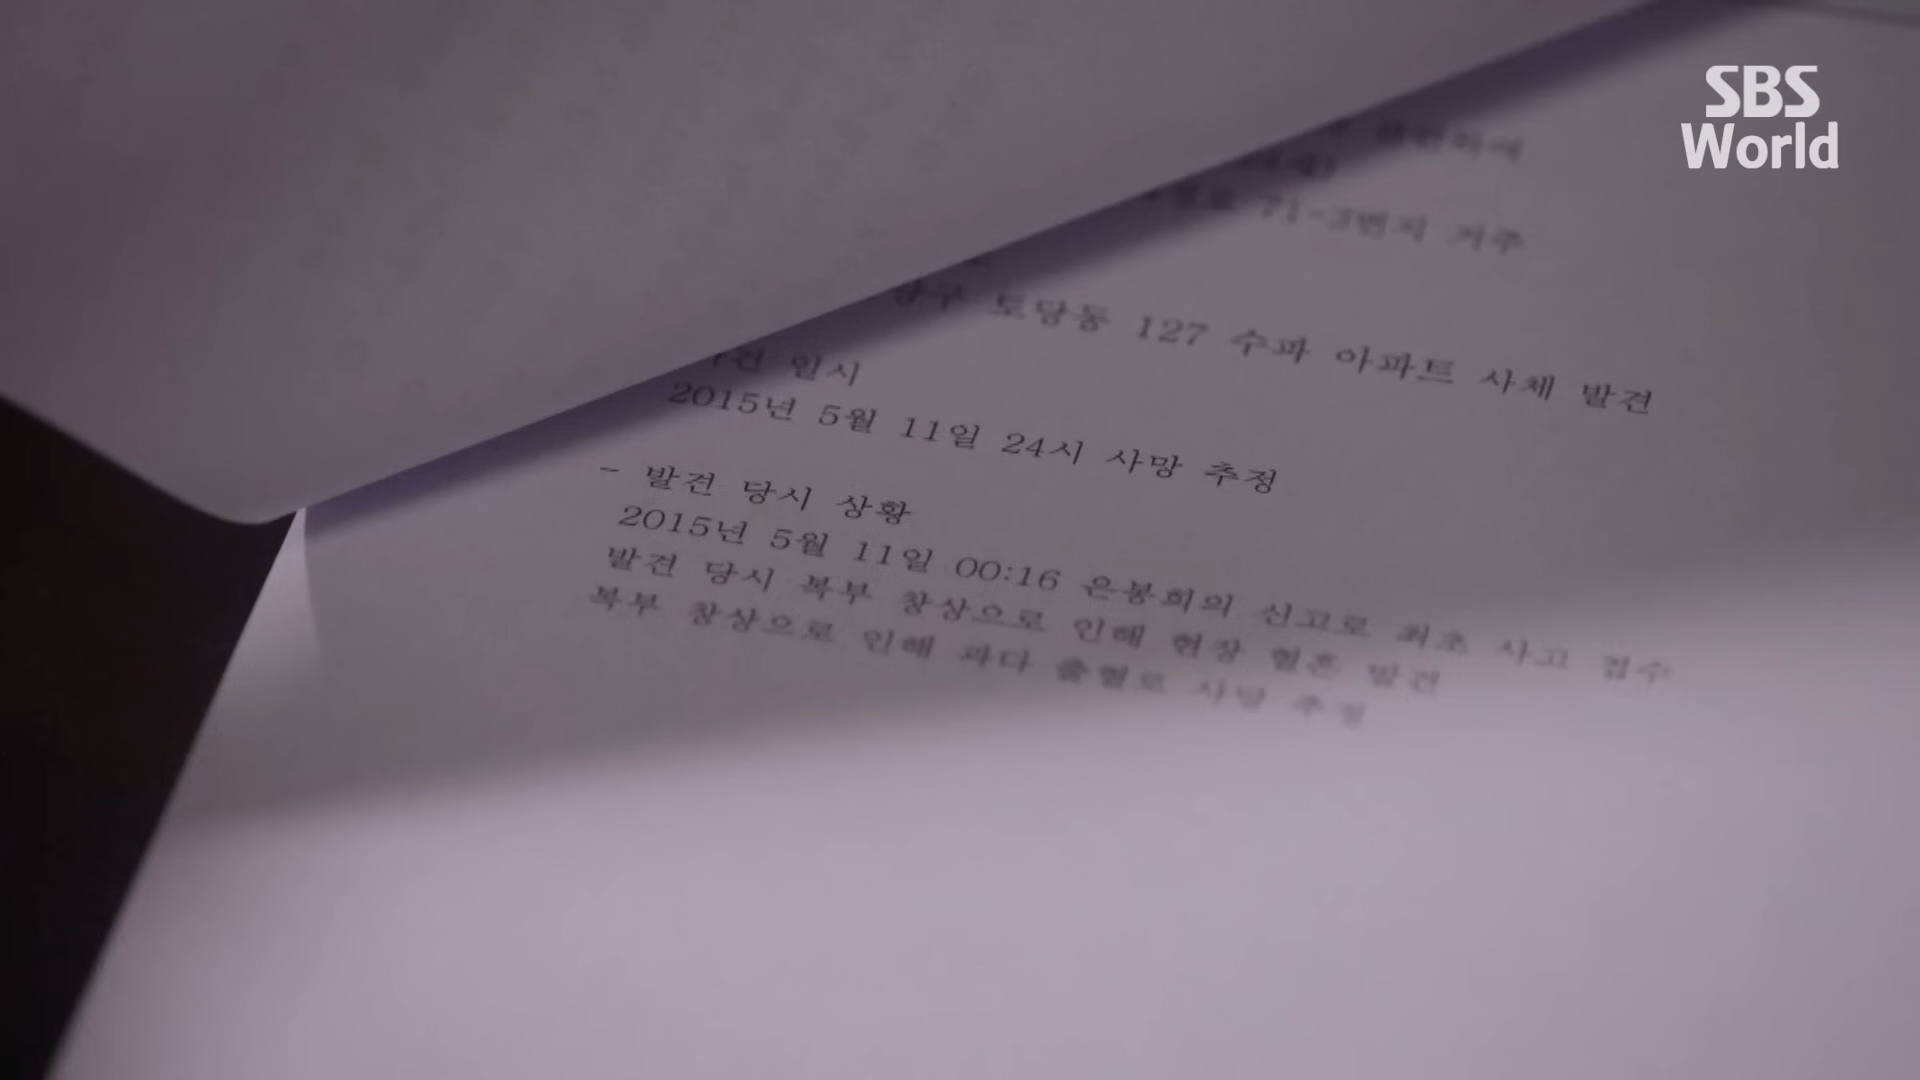 SBS
World
71-3번지 거주
토당동 127 수파 아파트 사체 발견
일시
2015년 5월 11일 24시 사망 추정
- 발견 당시 상황
2015년 5월 11일 00:16 은봉희의 신고로 최초 사고 접수
발견 당시 복부 창상으로 인해 현장 혈흔 발견
복부 창상으로 인해 과다 출혈로 사망 추정